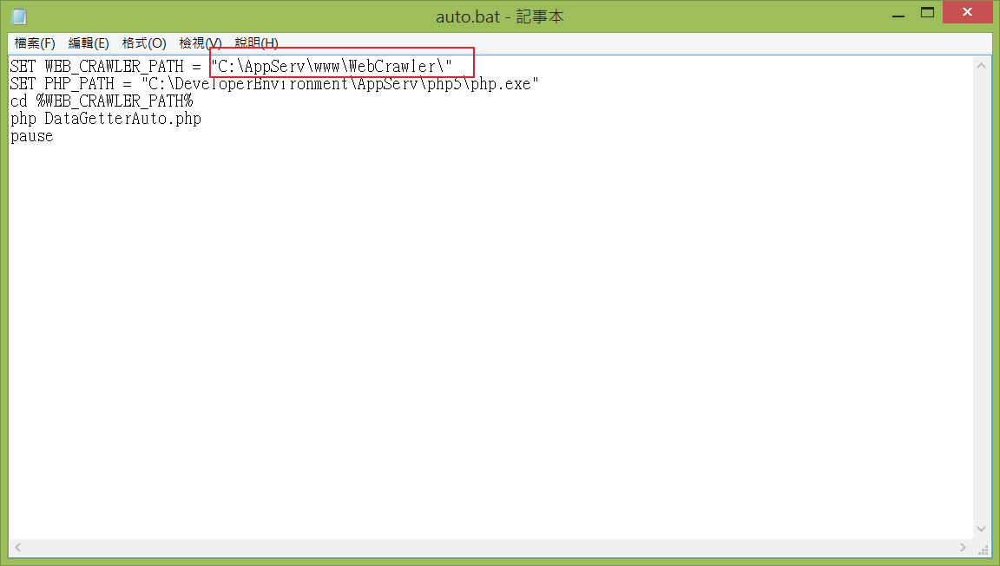 auto.bat - 記事本
檔案(F) 編輯(E) 格式(O) 檢視(V) 說明(H)
SET WEB_CRAWLER_PATH = "C:\AppServ\www\WebCrawler\"
SET PHP_PATH = "C:\DeveloperEnvironment\AppServ\php5\php.exe"
cd %WEB_CRAWLER_PATH%
php DataGetterAuto.php
pause